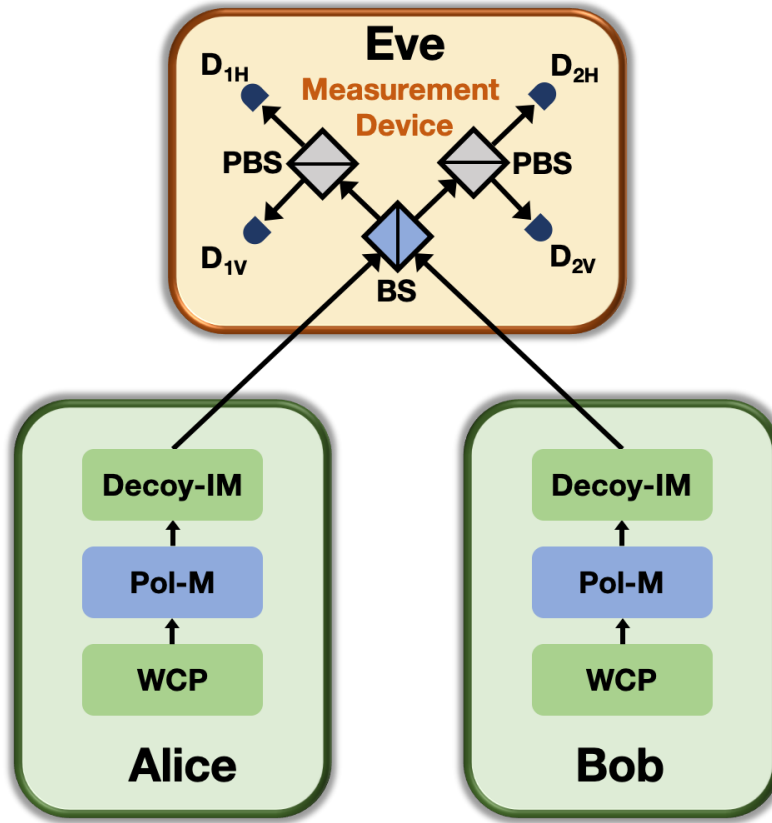 Eve
Measurement
Device
D1H
D2H
PBS
PBS
D1V
D2V
BS
Decoy-IM
Pol-M
WCP
Alice
Decoy-IM
Pol-M
WCP
Bob